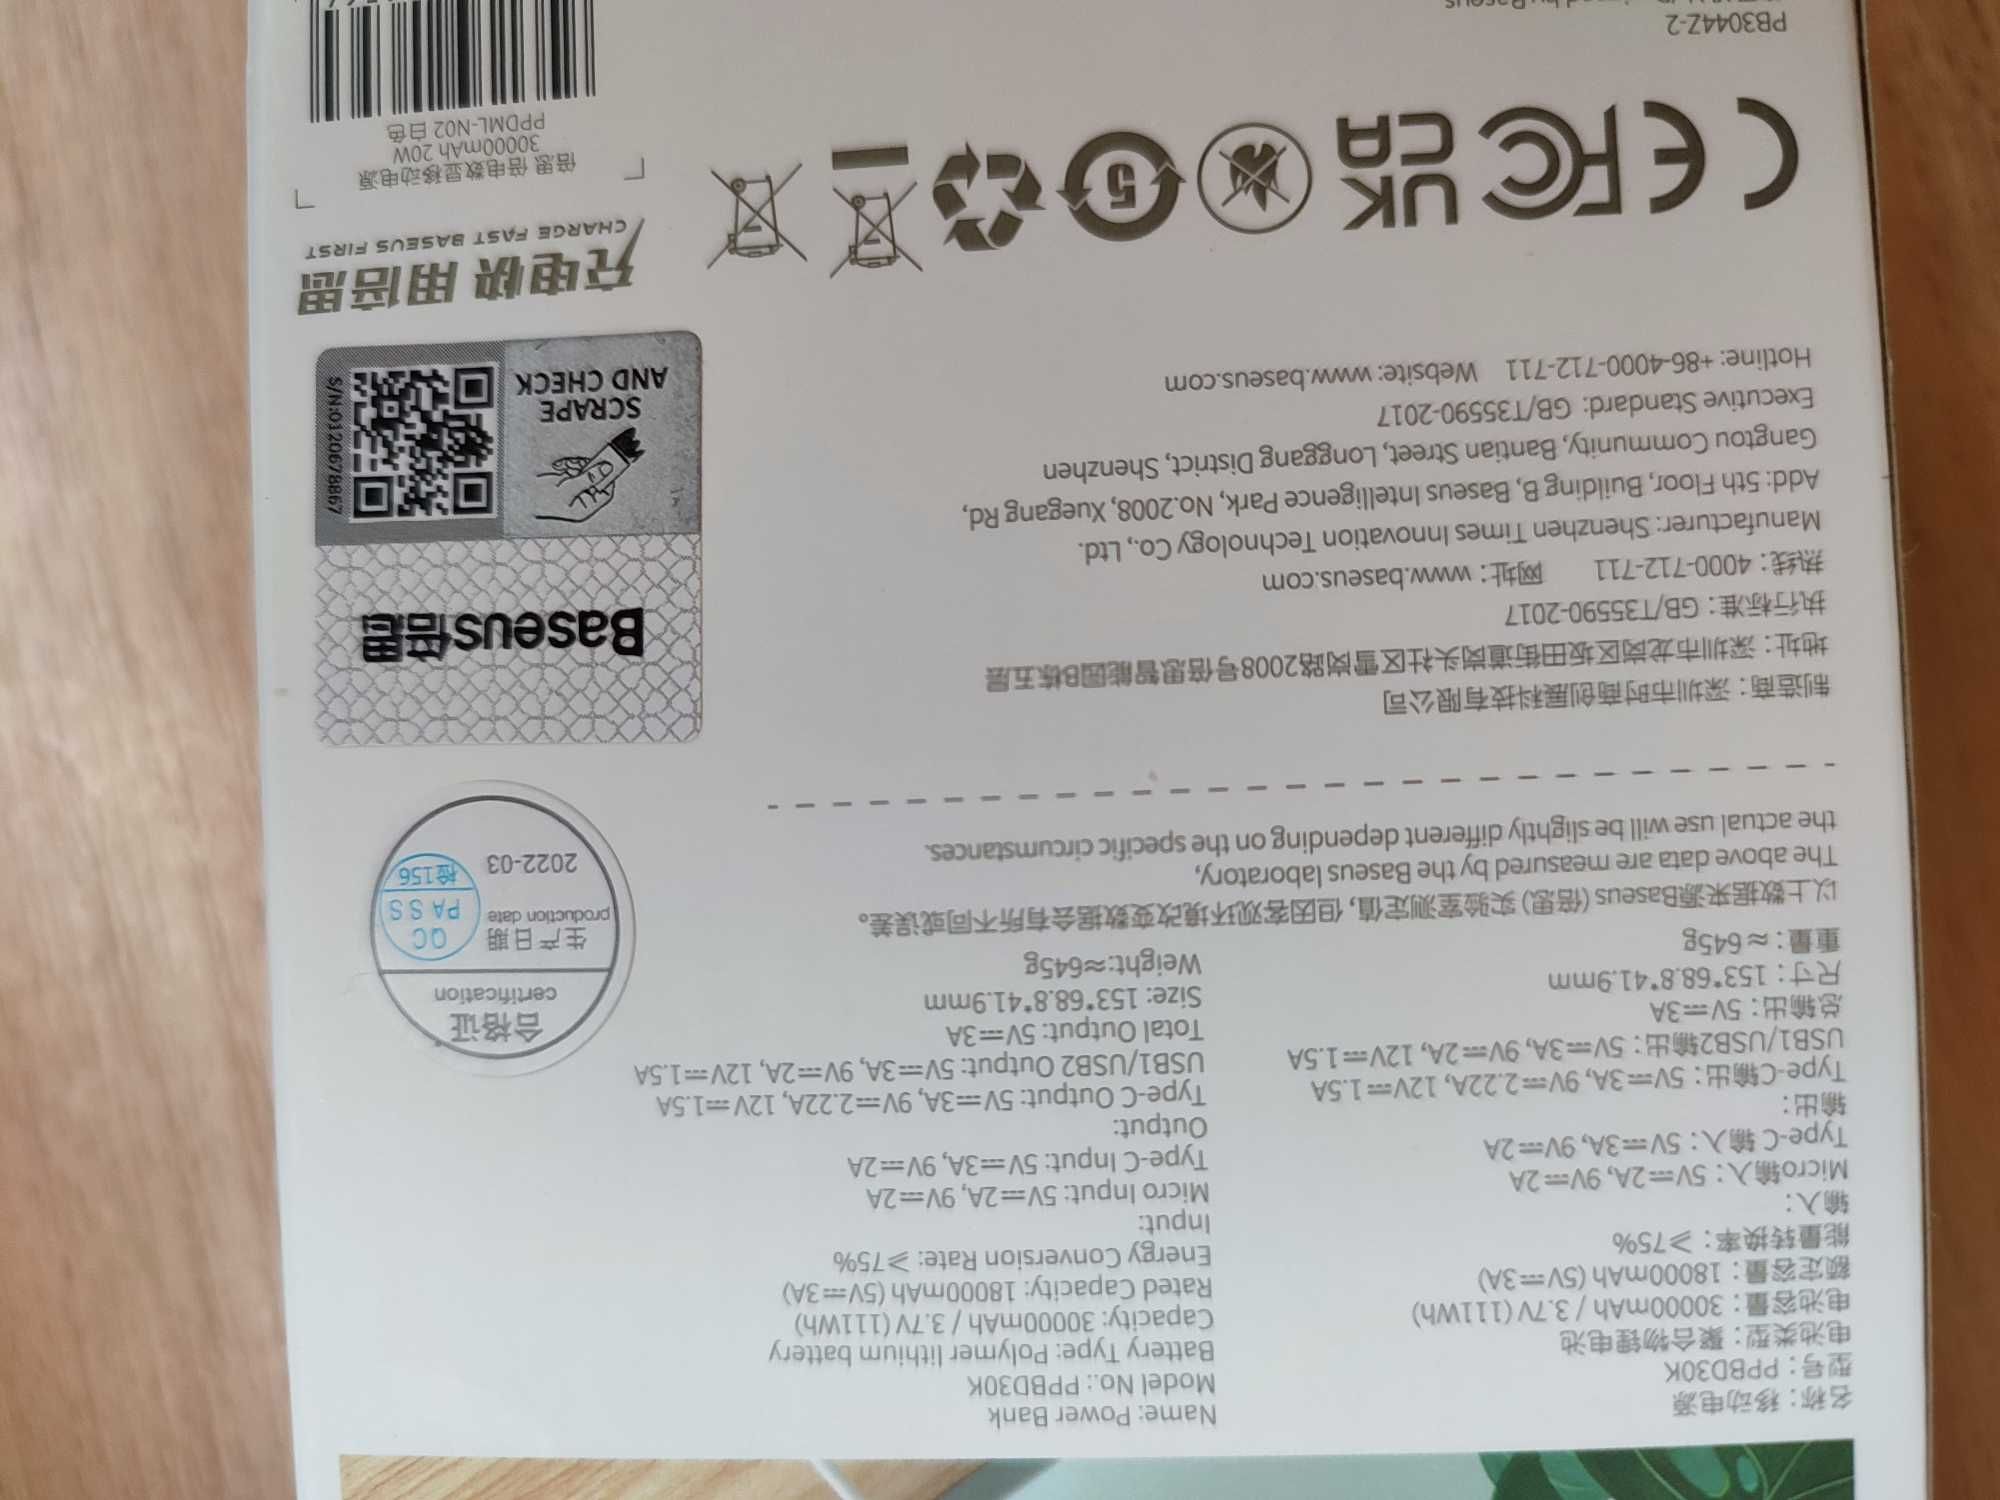 名称：移动电源
型号：PPBD30K
电池类型：聚合物锂电池
电池容量：30000mAh / 3.7V (111Wh)
额定容量：18000mAh (5V⎓3A)
能量转换率：⩾75%
输入：
Micro输入：5V⎓2A, 9V⎓2A
Type-C 输入：5V⎓3A, 9V⎓2A
输出：
Type-C输出：5V⎓3A, 9V⎓2.22A, 12V⎓1.5A
USB1/USB2输出：5V⎓3A, 9V⎓2A, 12V⎓1.5A
总输出：5V⎓3A
尺寸：153*68.8*41.9mm
重量：≈645g
Name: Power Bank
Model No.: PPBD30K
Battery Type: Polymer lithium battery
Capacity: 30000mAh / 3.7V (111Wh)
Rated Capacity: 18000mAh (5V⎓3A)
Energy Conversion Rate: ⩾75%
Input:
Micro Input: 5V⎓2A, 9V⎓2A
Type-C Input: 5V⎓3A, 9V⎓2A
Output:
Type-C Output: 5V⎓3A, 9V⎓2.22A, 12V⎓1.5A
USB1/USB2 Output: 5V⎓3A, 9V⎓2A, 12V⎓1.5A
Total Output: 5V⎓3A
Size: 153*68.8*41.9mm
Weight:≈645g
以上数据来源Baseus (倍思) 实验室测定值, 但因客观环境改变数据会有所不同或误差。
The above data are measured by the Baseus laboratory,
the actual use will be slightly different depending on the specific circumstances.
合格证
certification
生产日期
production date
2022-03
QC
PASS
检156
制造商：深圳市时商创展科技有限公司
地址：深圳市龙岗区坂田街道岗头社区雪岗路2008号倍思智能园B栋五层
执行标准：GB/T35590-2017
热线：4000-712-711 网址：www.baseus.com
Manufacturer: Shenzhen Times Innovation Technology Co., Ltd.
Add: 5th Floor, Building B, Baseus Intelligence Park, No.2008, Xuegang Rd,
Gangtou Community, Bantian Street, Longgang District, Shenzhen
Executive Standard: GB/T35590-2017
Hotline: +86-4000-712-711 Website: www.baseus.com
Baseus倍思
SCRAPE
AND CHECK
S/N:0120678867
充电快 用倍思
CHARGE FAST BASEUS FIRST
CE FC UK CA
5
倍思 倍电数显移动电源
30000mAh 20W
PPDML-N02 白色
PB3044Z-2